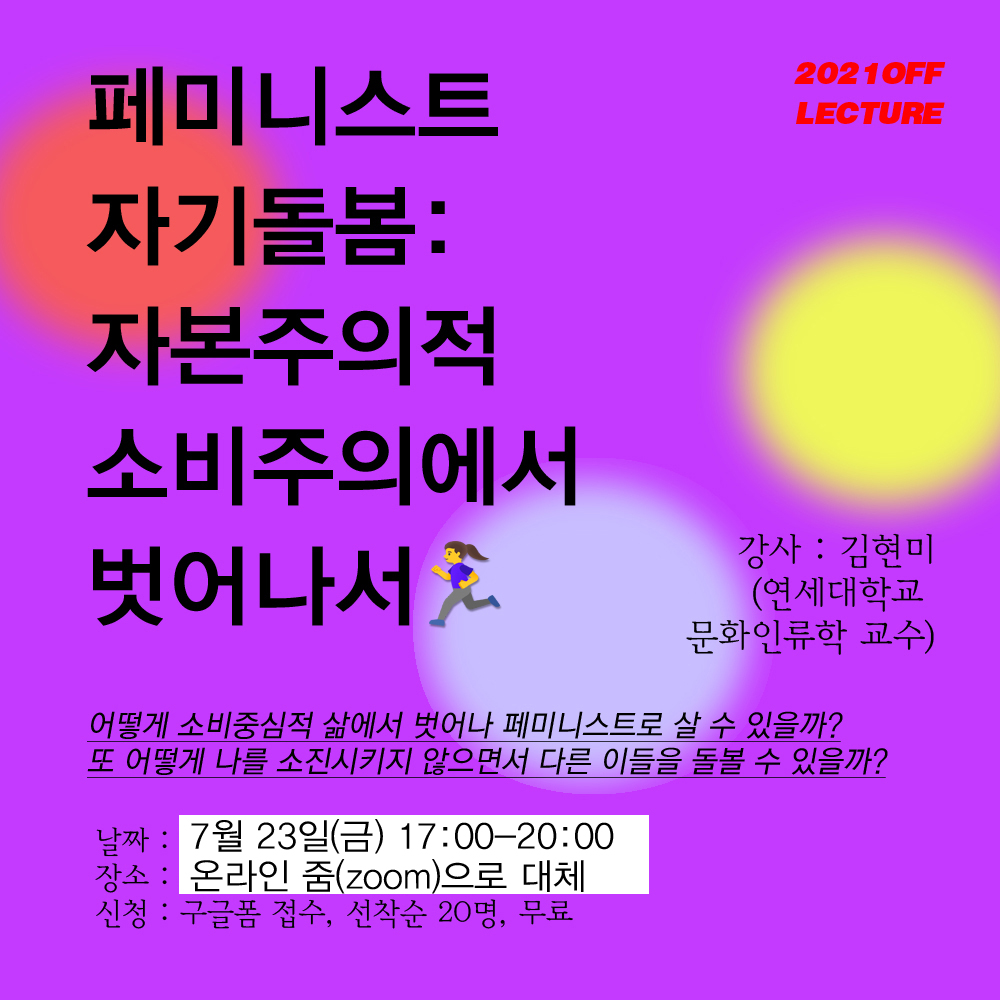 페미니스트
자기돌봄:
자본주의적
소비주의에서
벗어나서
2021OFF
LECTURE
강사 : 김현미
(연세대학교
문화인류학 교수)
어떻게 소비중심적 삶에서 벗어나 페미니스트로 살 수 있을까?
또 어떻게 나를 소진시키지 않으면서 다른 이들을 돌볼 수 있을까?
날짜 : 7월 23일(금) 17:00-20:00
장소 : 온라인 줌(zoom)으로 대체
신청 : 구글폼 접수, 선착순 20명, 무료